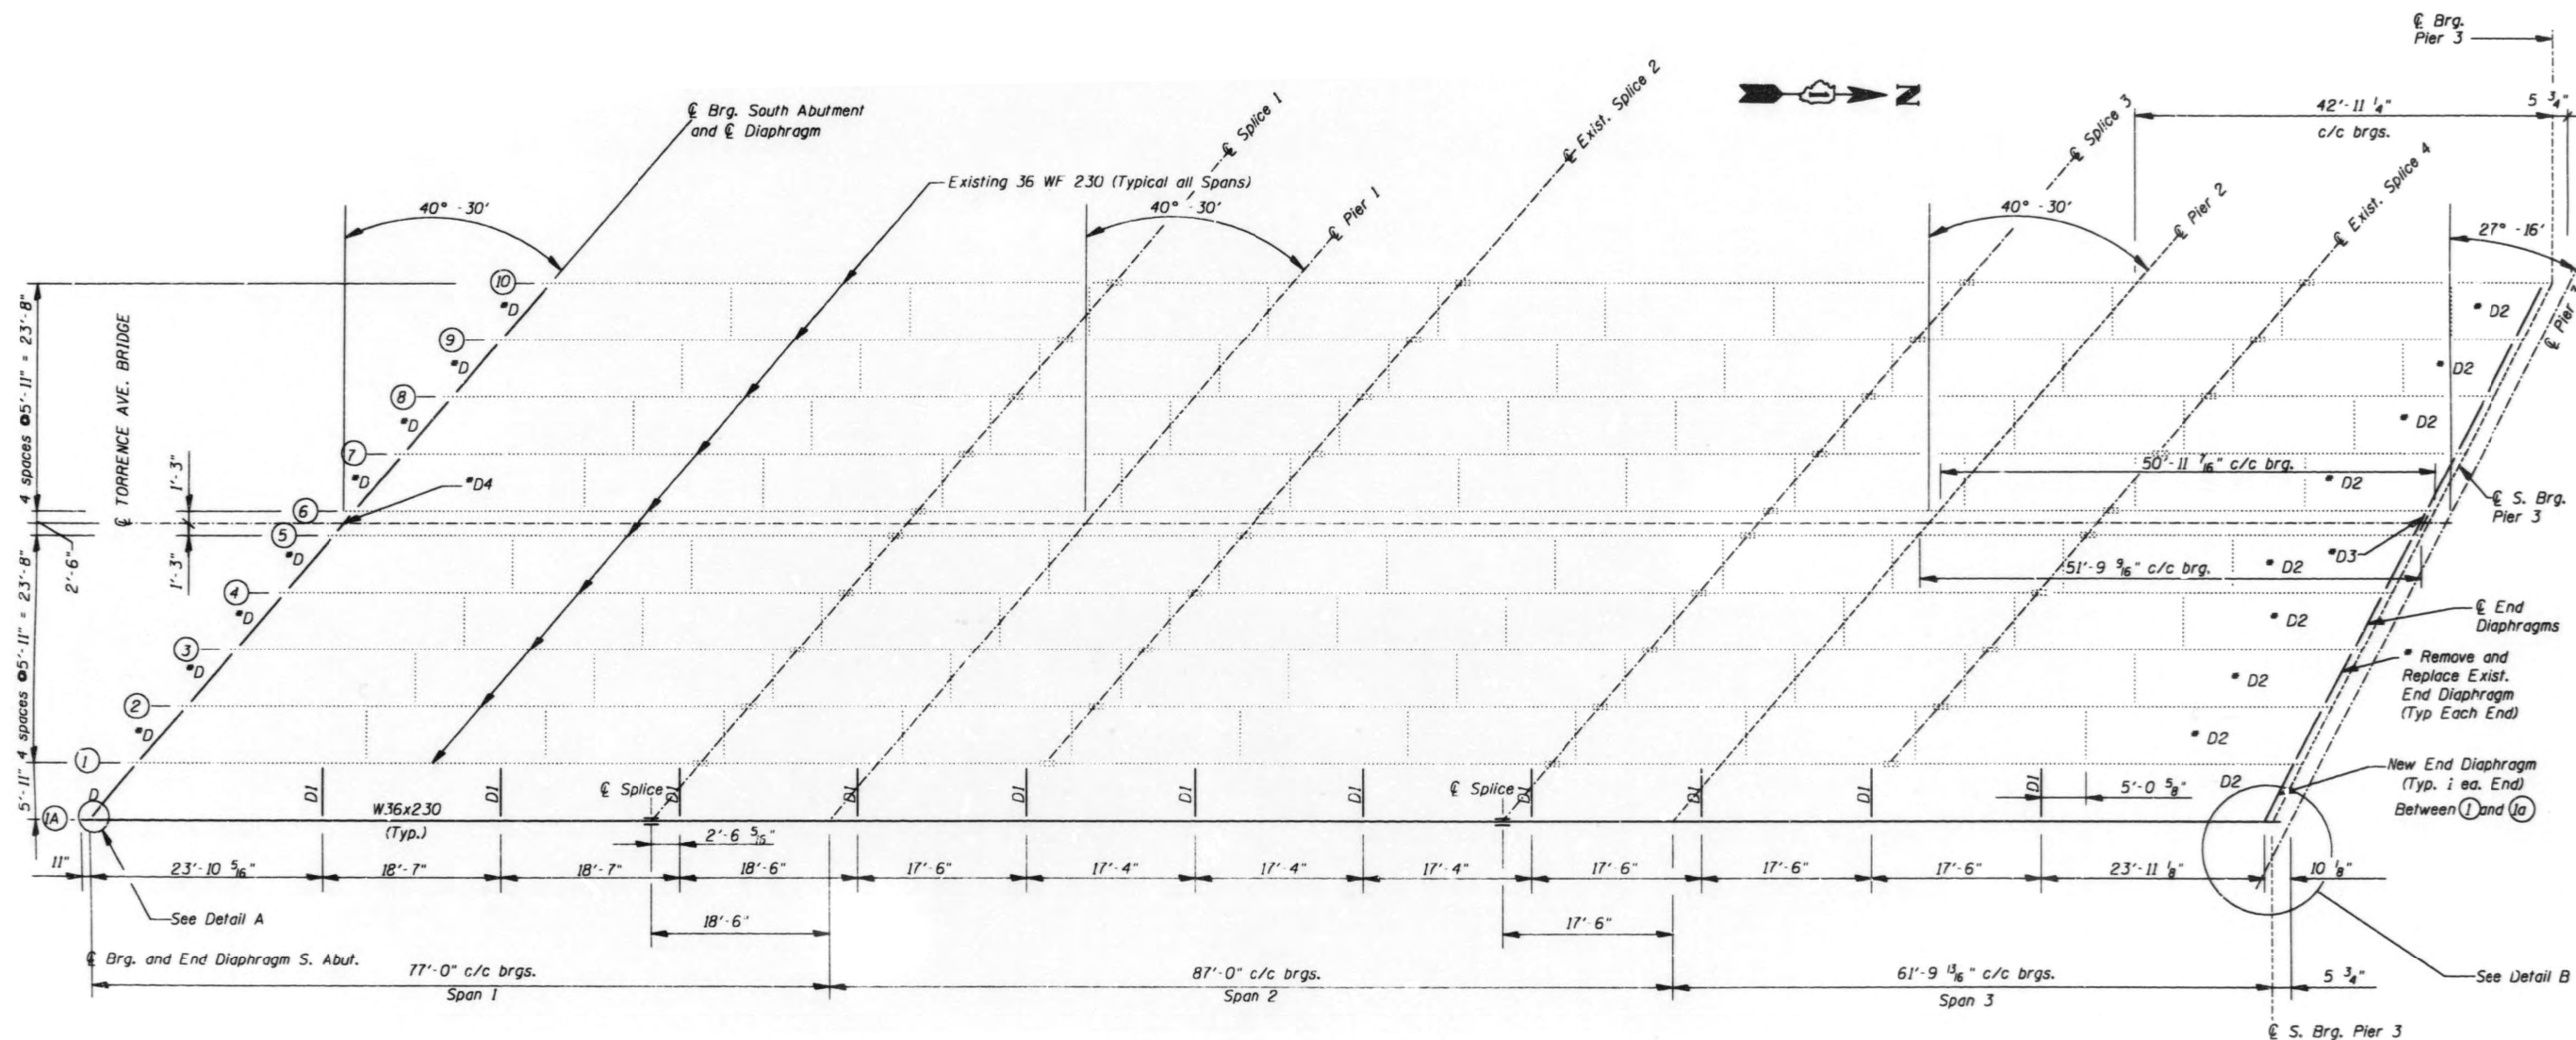 ℄ Brg.
Pier 3
℄ Brg. South Abutment
and ℄ Diaphragm
℄ Splice 1
℄ Exist. Splice 2
N
℄ Splice 3
42'-11 1/4"
c/c brgs.
5 3/4"
Existing 36 WF 230 (Typical all Spans)
40° -30'
40° -30'
℄ Pier 1
40° -30'
℄ Pier 2
℄ Exist. Splice 4
27° -16'
℄ Pier 3
4 spaces @5'-11" = 23'-8"
℄ TORRENCE AVE. BRIDGE
10
*D
9
*D
8
*D
7
*D
*D4
6
5
1'-3"
1'-3"
2'-6"
*D2
*D2
*D2
*D2
50'-11 7/16" c/c brg.
℄ S. Brg.
Pier 3
*D
4
*D
3
*D
2
*D
1
4 spaces @5'-11" = 23'-8"
5'-11"
*D3
*D2
51'-9 9/16" c/c brg.
*D2
*D2
*D2
D2
℄ End
Diaphragms
* Remove and
Replace Exist.
End Diaphragm
(Typ Each End)
New End Diaphragm
(Typ. 1 ea. End)
Between 1 and 1a
D
1A
D1
D1
D1
D1
D1
D1
D1
D1
D1
D1
D1
W36x230
(Typ.)
℄ Splice
℄ Splice
2'-6 5/16"
5'-0 5/8"
11"
23'-10 5/16"
18'-7"
18'-7"
18'-6"
17'-6"
17'-4"
17'-4"
17'-4"
17'-6"
17'-6"
17'-6"
23'-11 1/8"
10 1/8"
See Detail A
18'-6"
17'-6"
℄ Brg. and End Diaphragm S. Abut.
77'-0" c/c brgs.
Span 1
87'-0" c/c brgs.
Span 2
61'-9 13/16" c/c brgs.
Span 3
5 3/4"
See Detail B
℄ S. Brg. Pier 3